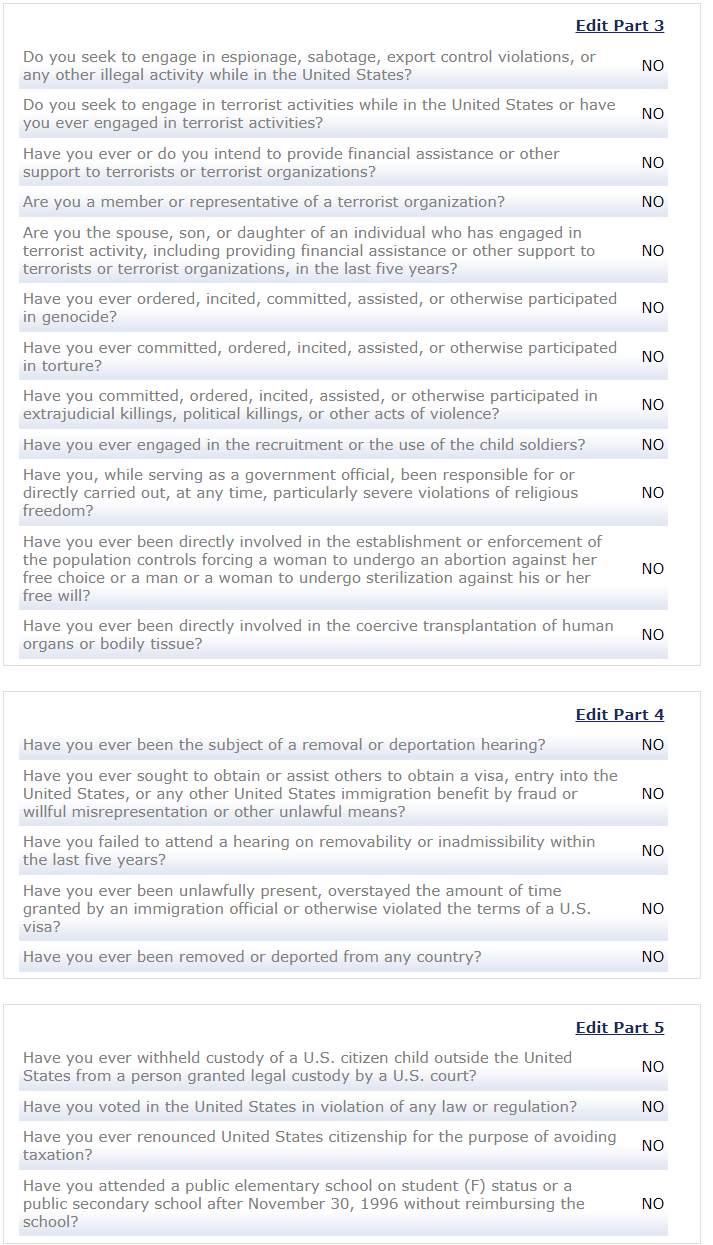 Edit Part 3
Do you seek to engage in espionage, sabotage, export control violations, or
any other illegal activity while in the United States?
NO
Do you seek to engage in terrorist activities while in the United States or have
you ever engaged in terrorist activities?
NO
Have you ever or do you intend to provide financial assistance or other
support to terrorists or terrorist organizations?
NO
Are you a member or representative of a terrorist organization?
NO
Are you the spouse, son, or daughter of an individual who has engaged in
terrorist activity, including providing financial assistance or other support to
terrorists or terrorist organizations, in the last five years?
NO
Have you ever ordered, incited, committed, assisted, or otherwise participated
in genocide?
NO
Have you ever committed, ordered, incited, assisted, or otherwise participated
in torture?
NO
Have you committed, ordered, incited, assisted, or otherwise participated in
extrajudicial killings, political killings, or other acts of violence?
NO
Have you ever engaged in the recruitment or the use of the child soldiers?
NO
Have you, while serving as a government official, been responsible for or
directly carried out, at any time, particularly severe violations of religious
freedom?
NO
Have you ever been directly involved in the establishment or enforcement of
the population controls forcing a woman to undergo an abortion against her
free choice or a man or a woman to undergo sterilization against his or her
free will?
NO
Have you ever been directly involved in the coercive transplantation of human
organs or bodily tissue?
NO
Edit Part 4
Have you ever been the subject of a removal or deportation hearing?
NO
Have you ever sought to obtain or assist others to obtain a visa, entry into the
United States, or any other United States immigration benefit by fraud or
willful misrepresentation or other unlawful means?
NO
Have you failed to attend a hearing on removability or inadmissibility within
the last five years?
NO
Have you ever been unlawfully present, overstayed the amount of time
granted by an immigration official or otherwise violated the terms of a U.S.
visa?
NO
Have you ever been removed or deported from any country?
NO
Edit Part 5
Have you ever withheld custody of a U.S. citizen child outside the United
States from a person granted legal custody by a U.S. court?
NO
Have you voted in the United States in violation of any law or regulation?
NO
Have you ever renounced United States citizenship for the purpose of avoiding
taxation?
NO
Have you attended a public elementary school on student (F) status or a
public secondary school after November 30, 1996 without reimbursing the
school?
NO